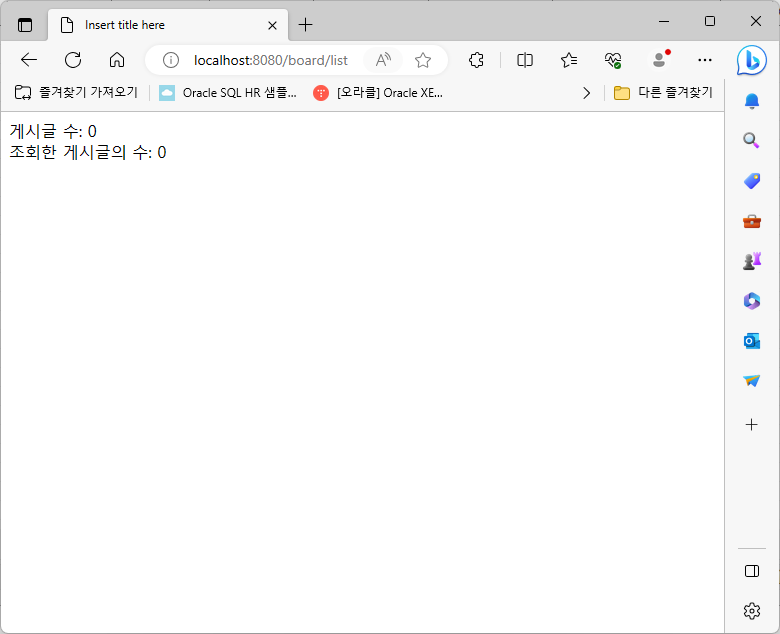 Insert title here
localhost:8080/board/list
즐겨찾기 가져오기
Oracle SQL HR 샘플...
[오라클] Oracle XE...
다른 즐겨찾기
게시글 수: 0
조회한 게시글의 수: 0